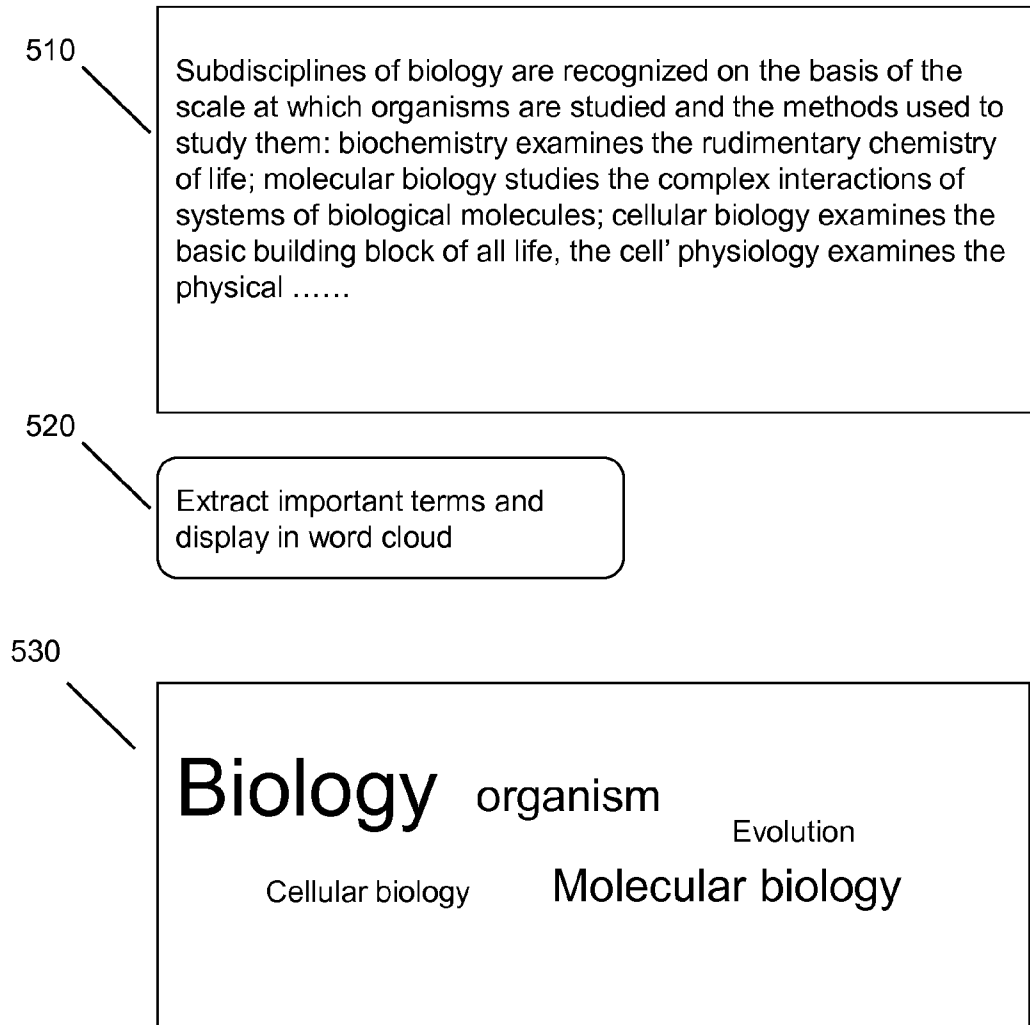 510
Subdisciplines of biology are recognized on the basis of the
scale at which organisms are studied and the methods used to
study them: biochemistry examines the rudimentary chemistry
of life; molecular biology studies the complex interactions of
systems of biological molecules; cellular biology examines the
basic building block of all life, the cell’ physiology examines the
physical ......
520
Extract important terms and
display in word cloud
530
Biology organism
Evolution
Cellular biology Molecular biology